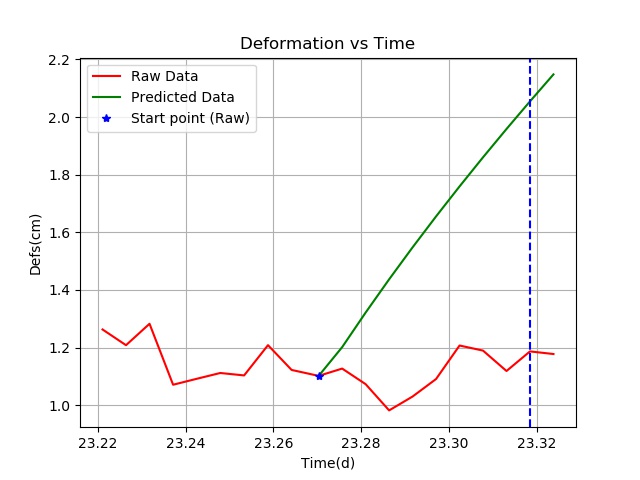 Deformation vs Time
Raw Data
Predicted Data
Start point (Raw)
Defs(cm)
2.2
2.0
1.8
1.6
1.4
1.2
1.0
23.22 23.24 23.26 23.28 23.30 23.32
Time(d)